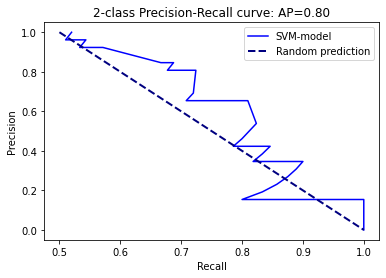 2-class Precision-Recall curve: AP=0.80
SVM-model
Random prediction
Precision
1.0
0.8
0.6
0.4
0.2
0.0
0.5
0.6
0.7
0.8
0.9
1.0
Recall